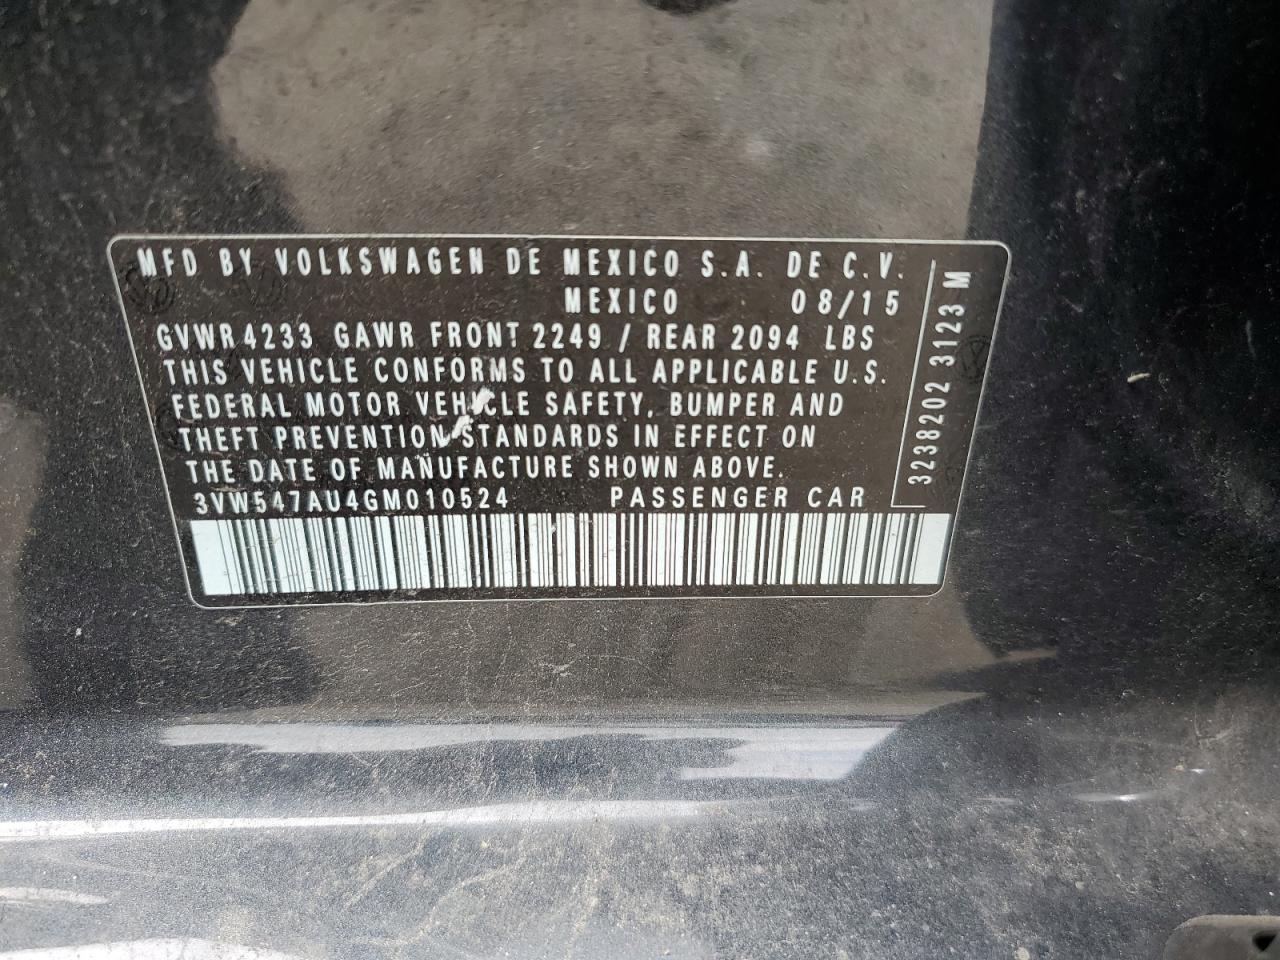 MFD BY VOLKSWAGEN DE MEXICO S.A. DE C.V.
MEXICO 08/15
GVWR 4233 GAWR FRONT 2249 / REAR 2094 LBS
THIS VEHICLE CONFORMS TO ALL APPLICABLE U.S.
FEDERAL MOTOR VEHICLE SAFETY, BUMPER AND
THEFT PREVENTION STANDARDS IN EFFECT ON
THE DATE OF MANUFACTURE SHOWN ABOVE.
3VW547AU4GM010524 PASSENGER CAR
3238202 3123 M